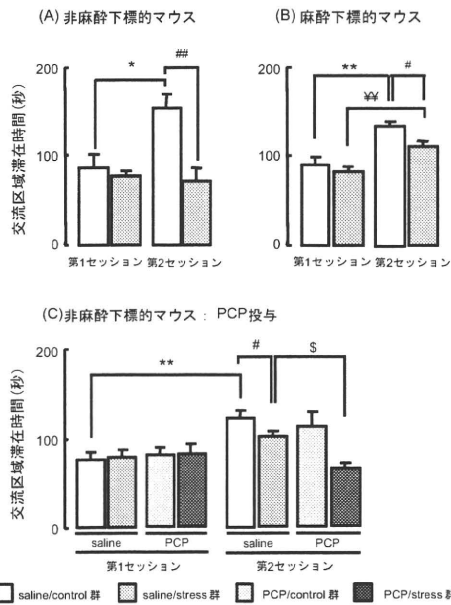 (A) 非麻酔下標的マウス
(B) 麻酔下標的マウス
交流区域滞在時間(秒)
200
100
0
*
##
第1セッション
第2セッション
200
100
0
**
#
¥¥
第1セッション
第2セッション
(C)非麻酔下標的マウス： PCP投与
交流区域滞在時間(秒)
200
100
0
**
#
$
saline
PCP
saline
PCP
第1セッション
第2セッション
saline/control 群
saline/stress 群
PCP/control 群
PCP/stress 群